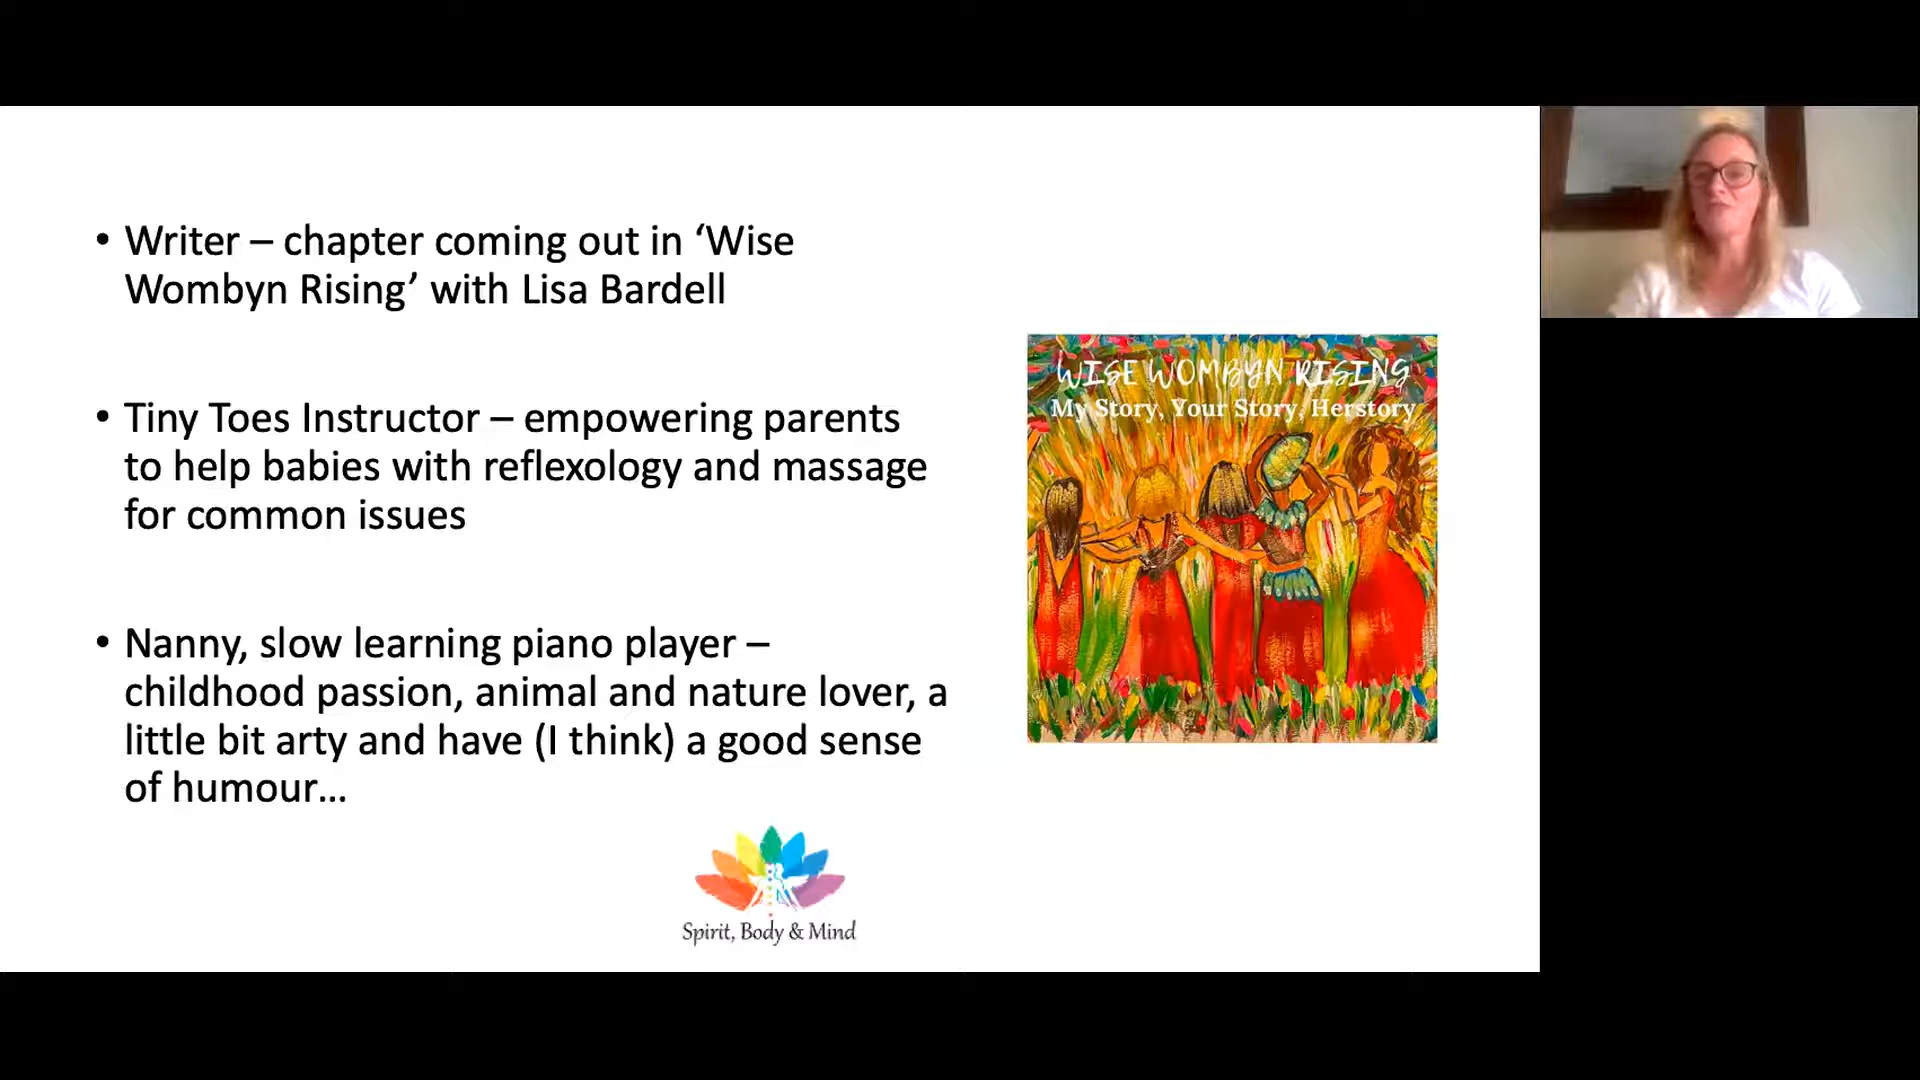 • Writer – chapter coming out in ‘Wise
Wombyn Rising’ with Lisa Bardell
• Tiny Toes Instructor – empowering parents
to help babies with reflexology and massage
for common issues
• Nanny, slow learning piano player –
childhood passion, animal and nature lover, a
little bit arty and have (I think) a good sense
of humour...
WISE WOMBYN RISING
My Story, Your Story, Herstory
Spirit, Body & Mind